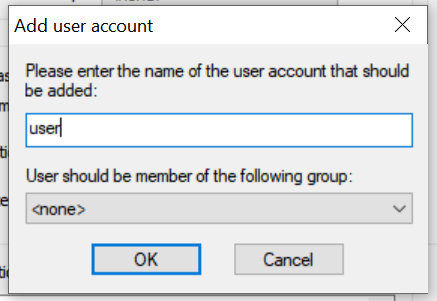 Add user account
Please enter the name of the user account that should
be added:
user
User should be member of the following group:
<none>
OK
Cancel